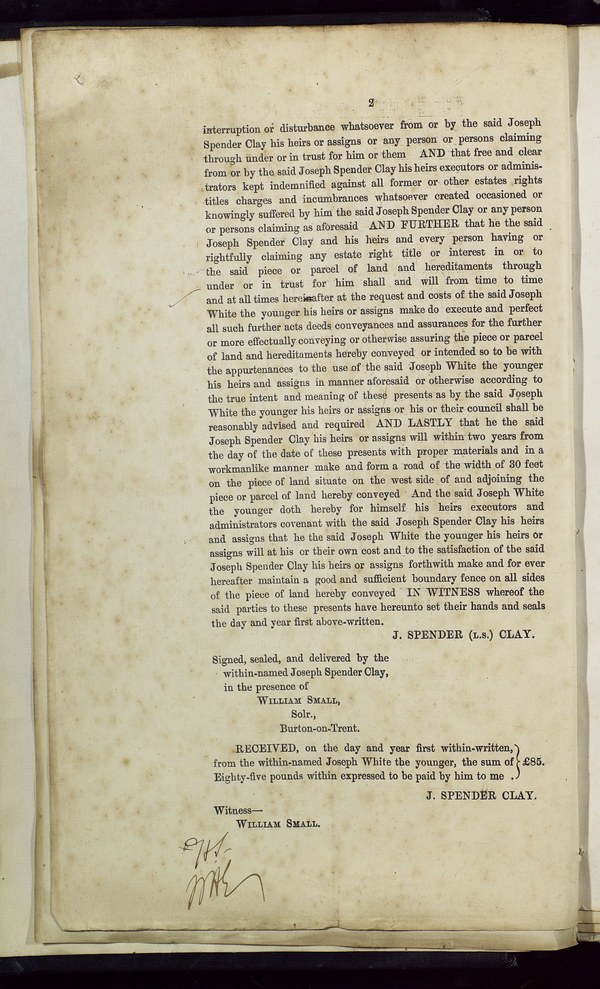 2
interruption or disturbance whatsoever from or by the said Joseph
Spender Clay his heirs or assigns or any person or persons claiming
through under or in trust for him or them AND that free and clear
from or by the said Joseph Spender Clay his heirs executors or adminis-
trators kept indemnified against all former or other estates rights
titles charges and incumbrances whatsoever created occasioned or
knowingly suffered by him the said Joseph Spender Clay or any person
or persons claiming as aforesaid AND FURTHER that he the said
Joseph Spender Clay and his heirs and every person having or
rightfully claiming any estate right title or interest in or to
the said piece or parcel of land and hereditaments through
under or in trust for him shall and will from time to time
and at all times hereinafter at the request and costs of the said Joseph
White the younger his heirs or assigns make do execute and perfect
all such further acts deeds conveyances and assurances for the further
or more effectually conveying or otherwise assuring the piece or parcel
of land and hereditaments hereby conveyed or intended so to be with
the appurtenances to the use of the said Joseph White the younger
his heirs and assigns in manner aforesaid or otherwise according to
the true intent and meaning of these presents as by the said Joseph
White the younger his heirs or assigns or his or their council shall be
reasonably advised and required AND LASTLY that he the said
Joseph Spender Clay his heirs or assigns will within two years from
the day of the date of these presents with proper materials and in a
workmanlike manner make and form a road of the width of 30 feet
on the piece of land situate on the west side of and adjoining the
piece or parcel of land hereby conveyed And the said Joseph White
the younger doth hereby for himself his heirs executors and
administrators covenant with the said Joseph Spender Clay his heirs
and assigns that he the said Joseph White the younger his heirs or
assigns will at his or their own cost and to the satisfaction of the said
Joseph Spender Clay his heirs or assigns forthwith make and for ever
hereafter maintain a good and sufficient boundary fence on all sides
of the piece of land hereby conveyed IN WITNESS whereof the
said parties to these presents have hereunto set their hands and seals
the day and year first above-written.
J. SPENDER (L.S.) CLAY.
Signed, sealed, and delivered by the
within-named Joseph Spender Clay,
in the presence of
WILLIAM SMALL,
Solr.,
Burton-on-Trent.
RECEIVED, on the day and year first within-written,
from the within-named Joseph White the younger, the sum of £85.
Eighty-five pounds within expressed to be paid by him to me .
J. SPENDER CLAY.
Witness—
WILLIAM SMALL.